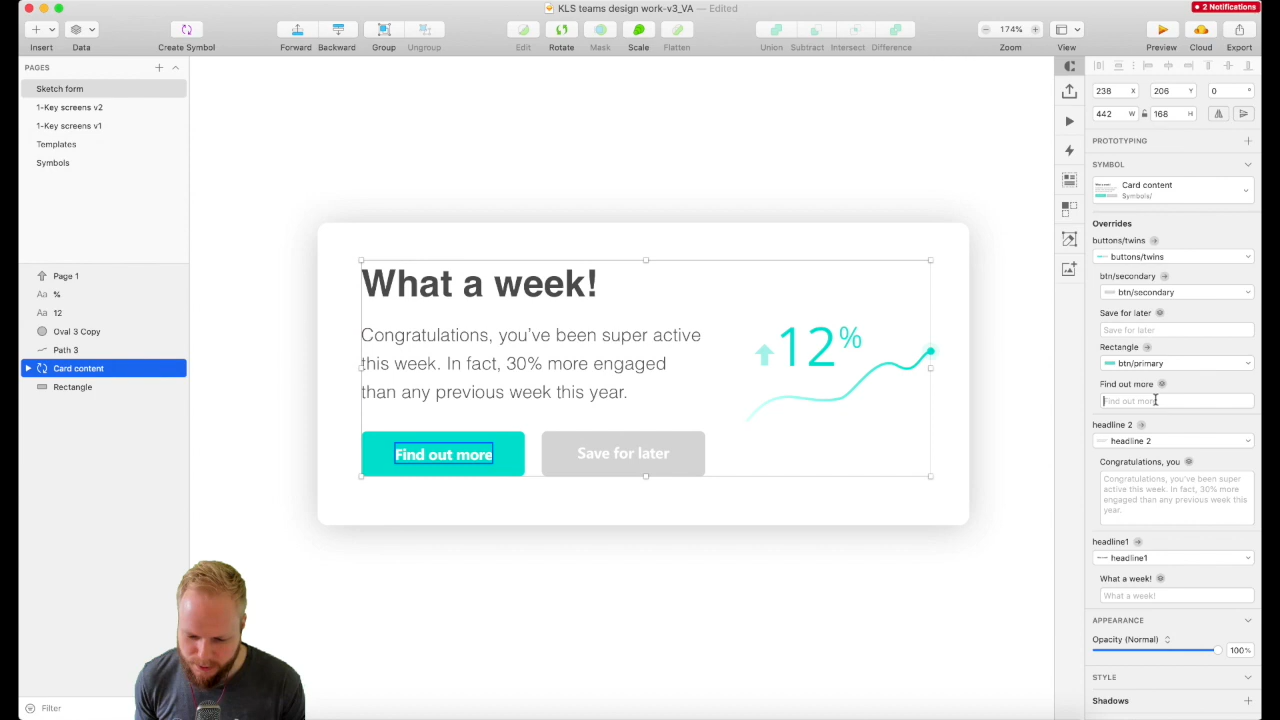 KLS teams design work-v3_VA — Edited
2 Notifications
Insert
Data
Create Symbol
Forward
Backward
Group
Ungroup
Edit
Rotate
Mask
Scale
Flatten
Union
Subtract
Intersect
Difference
174%
Zoom
View
Preview
Cloud
Export
PAGES
Sketch form
1-Key screens v2
1-Key screens v1
Templates
Symbols
Page 1
Aa %
Aa 12
Oval 3 Copy
Path 3
Card content
Rectangle
Filter
What a week!
Congratulations, you've been super active
this week. In fact, 30% more engaged
than any previous week this year.
12%
Find out more
Save for later
238 X
206 Y
0 °
442 W
168 H
PROTOTYPING
SYMBOL
Card content
Symbols/
Overrides
buttons/twins
buttons/twins
btn/secondary
btn/secondary
Save for later
Save for later
Rectangle
btn/primary
Find out more
Find out more
headline 2
headline 2
Congratulations, you
Congratulations, you've been super
active this week. In fact, 30% more
engaged than any previous week this
year.
headline1
headline1
What a week!
What a week!
APPEARANCE
Opacity (Normal)
100%
STYLE
Shadows